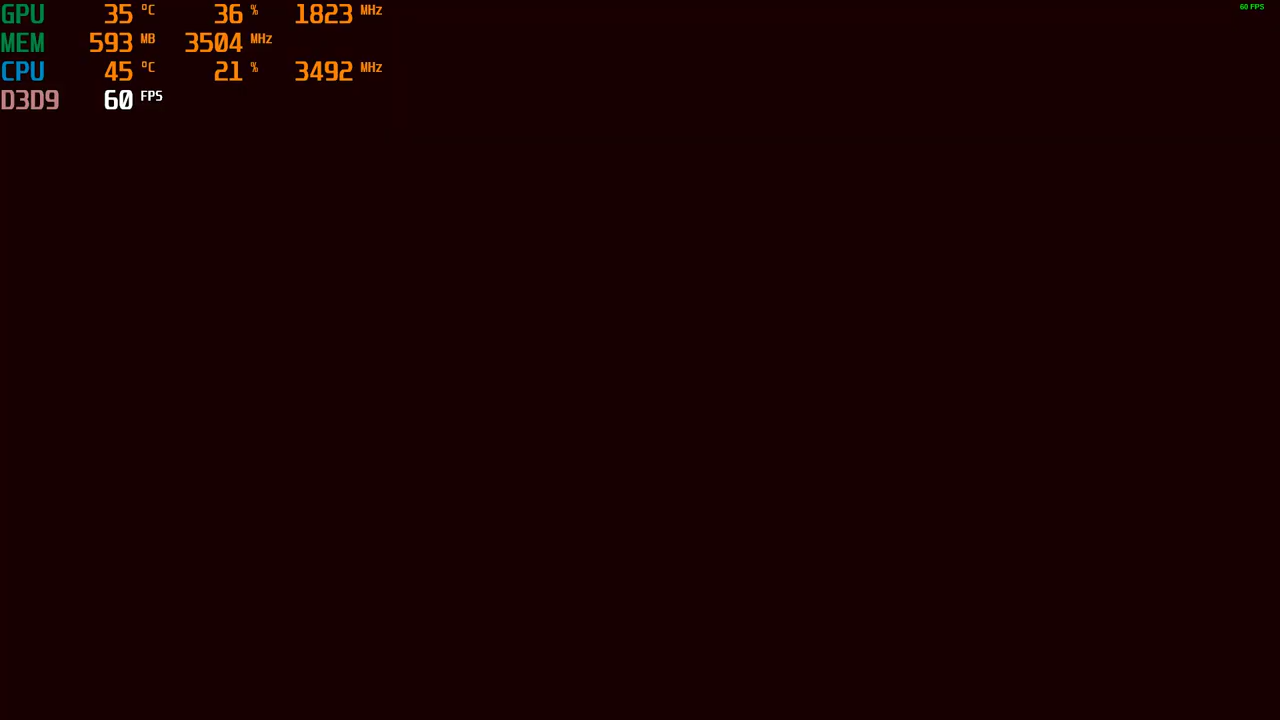 GPU 35 °C 36 % 1823 MHz 60 FPS
MEM 593 MB 3504 MHz
CPU 45 °C 21 % 3492 MHz
D3D9 60 FPS